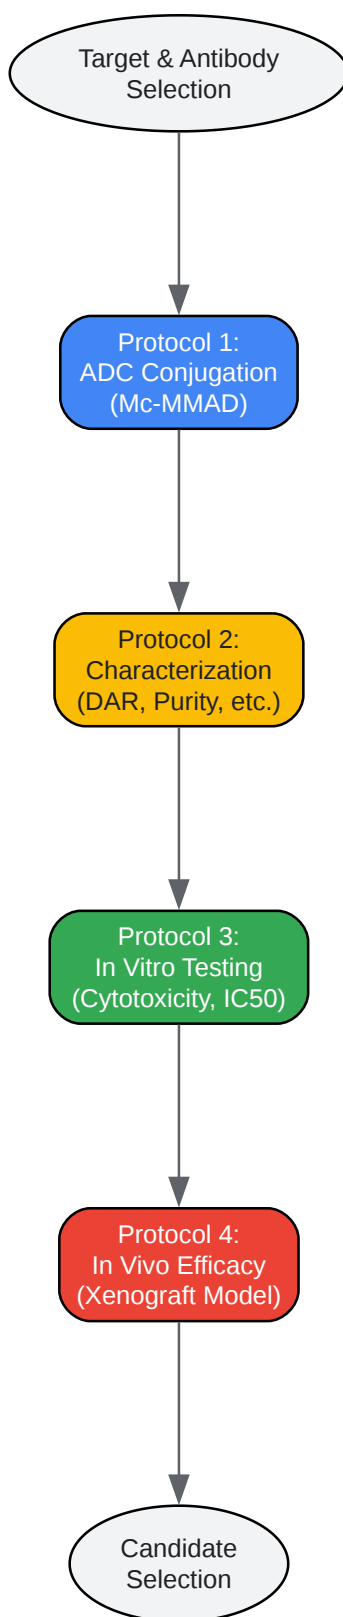 Target & Antibody
Selection
Protocol 1:
ADC Conjugation
(Mc-MMAD)
Protocol 2:
Characterization
(DAR, Purity, etc.)
Protocol 3:
In Vitro Testing
(Cytotoxicity, IC50)
Protocol 4:
In Vivo Efficacy
(Xenograft Model)
Candidate
Selection